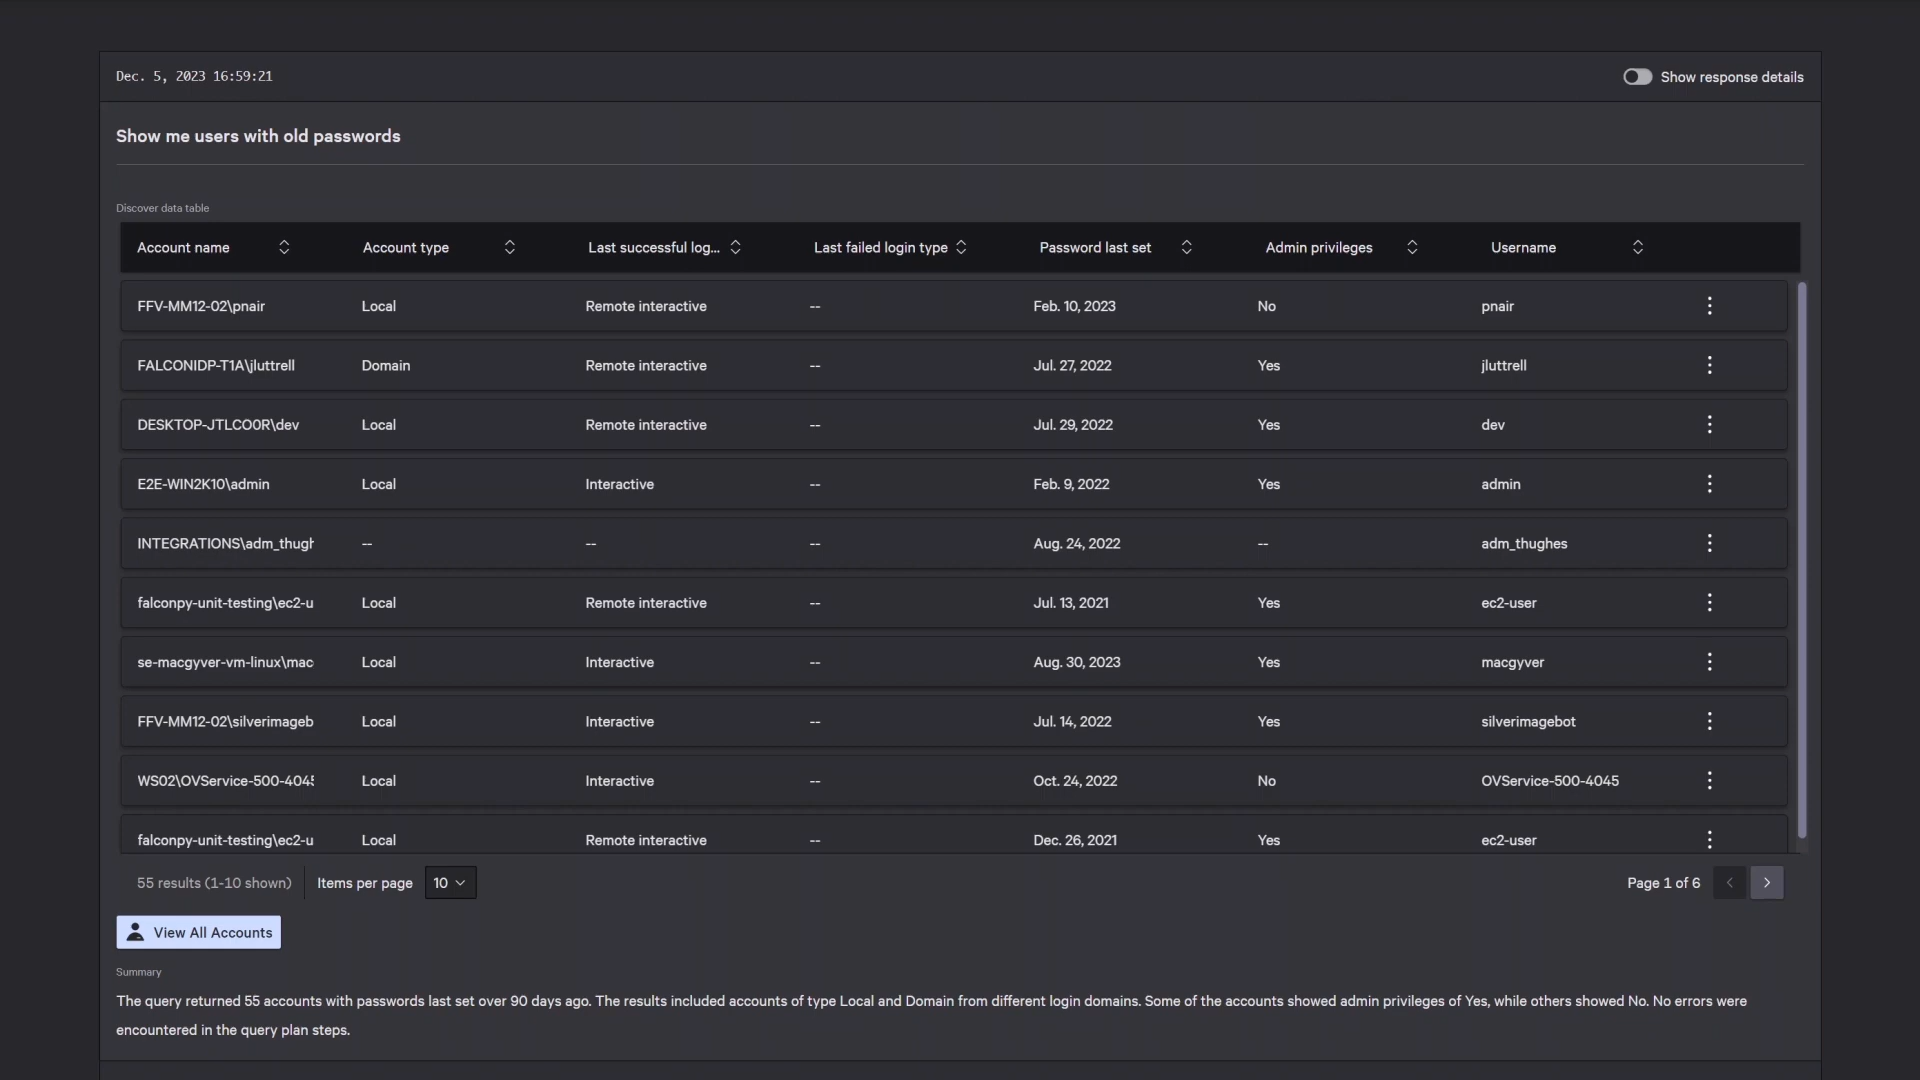 Dec. 5, 2023 16:59:21
Show response details
Show me users with old passwords
Discover data table
Account name Account type Last successful log... Last failed login type Password last set Admin privileges Username
FFV-MM12-02\pnair Local Remote interactive -- Feb. 10, 2023 No pnair
FALCONIDP-T1A\jluttrell Domain Remote interactive -- Jul. 27, 2022 Yes jluttrell
DESKTOP-JTLCO0R\dev Local Remote interactive -- Jul. 29, 2022 Yes dev
E2E-WIN2K10\admin Local Interactive -- Feb. 9, 2022 Yes admin
INTEGRATIONS\adm_thugh -- -- -- Aug. 24, 2022 -- adm_thughes
falconpy-unit-testing\ec2-u Local Remote interactive -- Jul. 13, 2021 Yes ec2-user
se-macgyver-vm-linux\mac Local Interactive -- Aug. 30, 2023 Yes macgyver
FFV-MM12-02\silverimageb Local Interactive -- Jul. 14, 2022 Yes silverimagebot
WS02\OVService-500-4045 Local Interactive -- Oct. 24, 2022 No OVService-500-4045
falconpy-unit-testing\ec2-u Local Remote interactive -- Dec. 26, 2021 Yes ec2-user
55 results (1-10 shown) Items per page 10 Page 1 of 6
View All Accounts
Summary
The query returned 55 accounts with passwords last set over 90 days ago. The results included accounts of type Local and Domain from different login domains. Some of the accounts showed admin privileges of Yes, while others showed No. No errors were
encountered in the query plan steps.